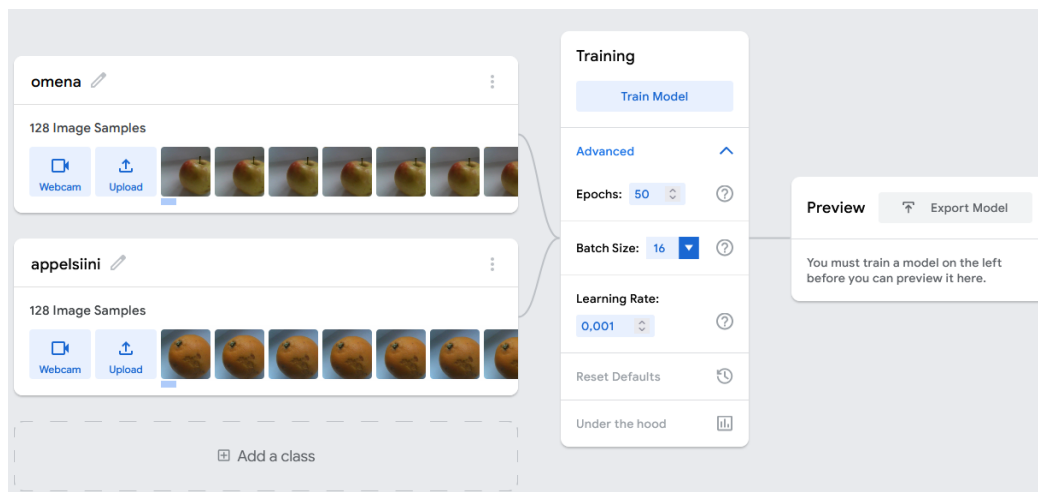 omena
128 Image Samples
Webcam
Upload
appelsiini
128 Image Samples
Webcam
Upload
Add a class
Training
Train Model
Advanced
Epochs: 50
Batch Size: 16
Learning Rate:
0,001
Reset Defaults
Under the hood
Preview
Export Model
You must train a model on the left
before you can preview it here.